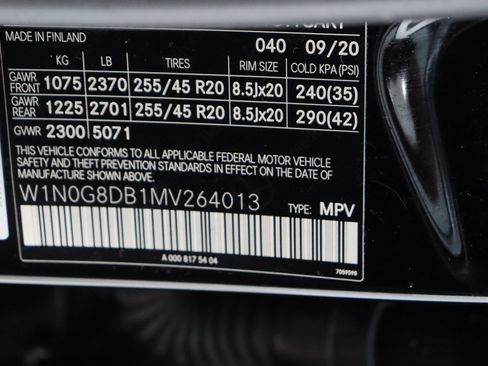 MADE IN FINLAND 040 09/20
KG LB TIRES RIM SIZE COLD KPA (PSI)
GAWR FRONT 1075 2370 255/45 R20 8.5Jx20 240(35)
GAWR REAR 1225 2701 255/45 R20 8.5Jx20 290(42)
GVWR 2300 5071
THIS VEHICLE CONFORMS TO ALL APPLICABLE FEDERAL MOTOR VEHICLE
SAFETY AND THEFT PREVENTION STANDARDS IN EFFECT ON THE DATE OF
MANUFACTURE SHOWN ABOVE.
W1N0G8DB1MV264013 TYPE: MPV
A 000 817 54 04
7059598